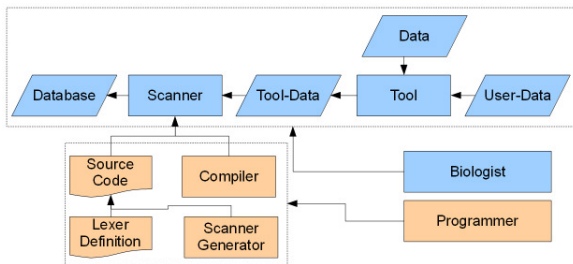 Data
Database
Scanner
Tool-Data
Tool
User-Data
Source
Code
Compiler
Biologist
Lexer
Definition
Scanner
Generator
Programmer